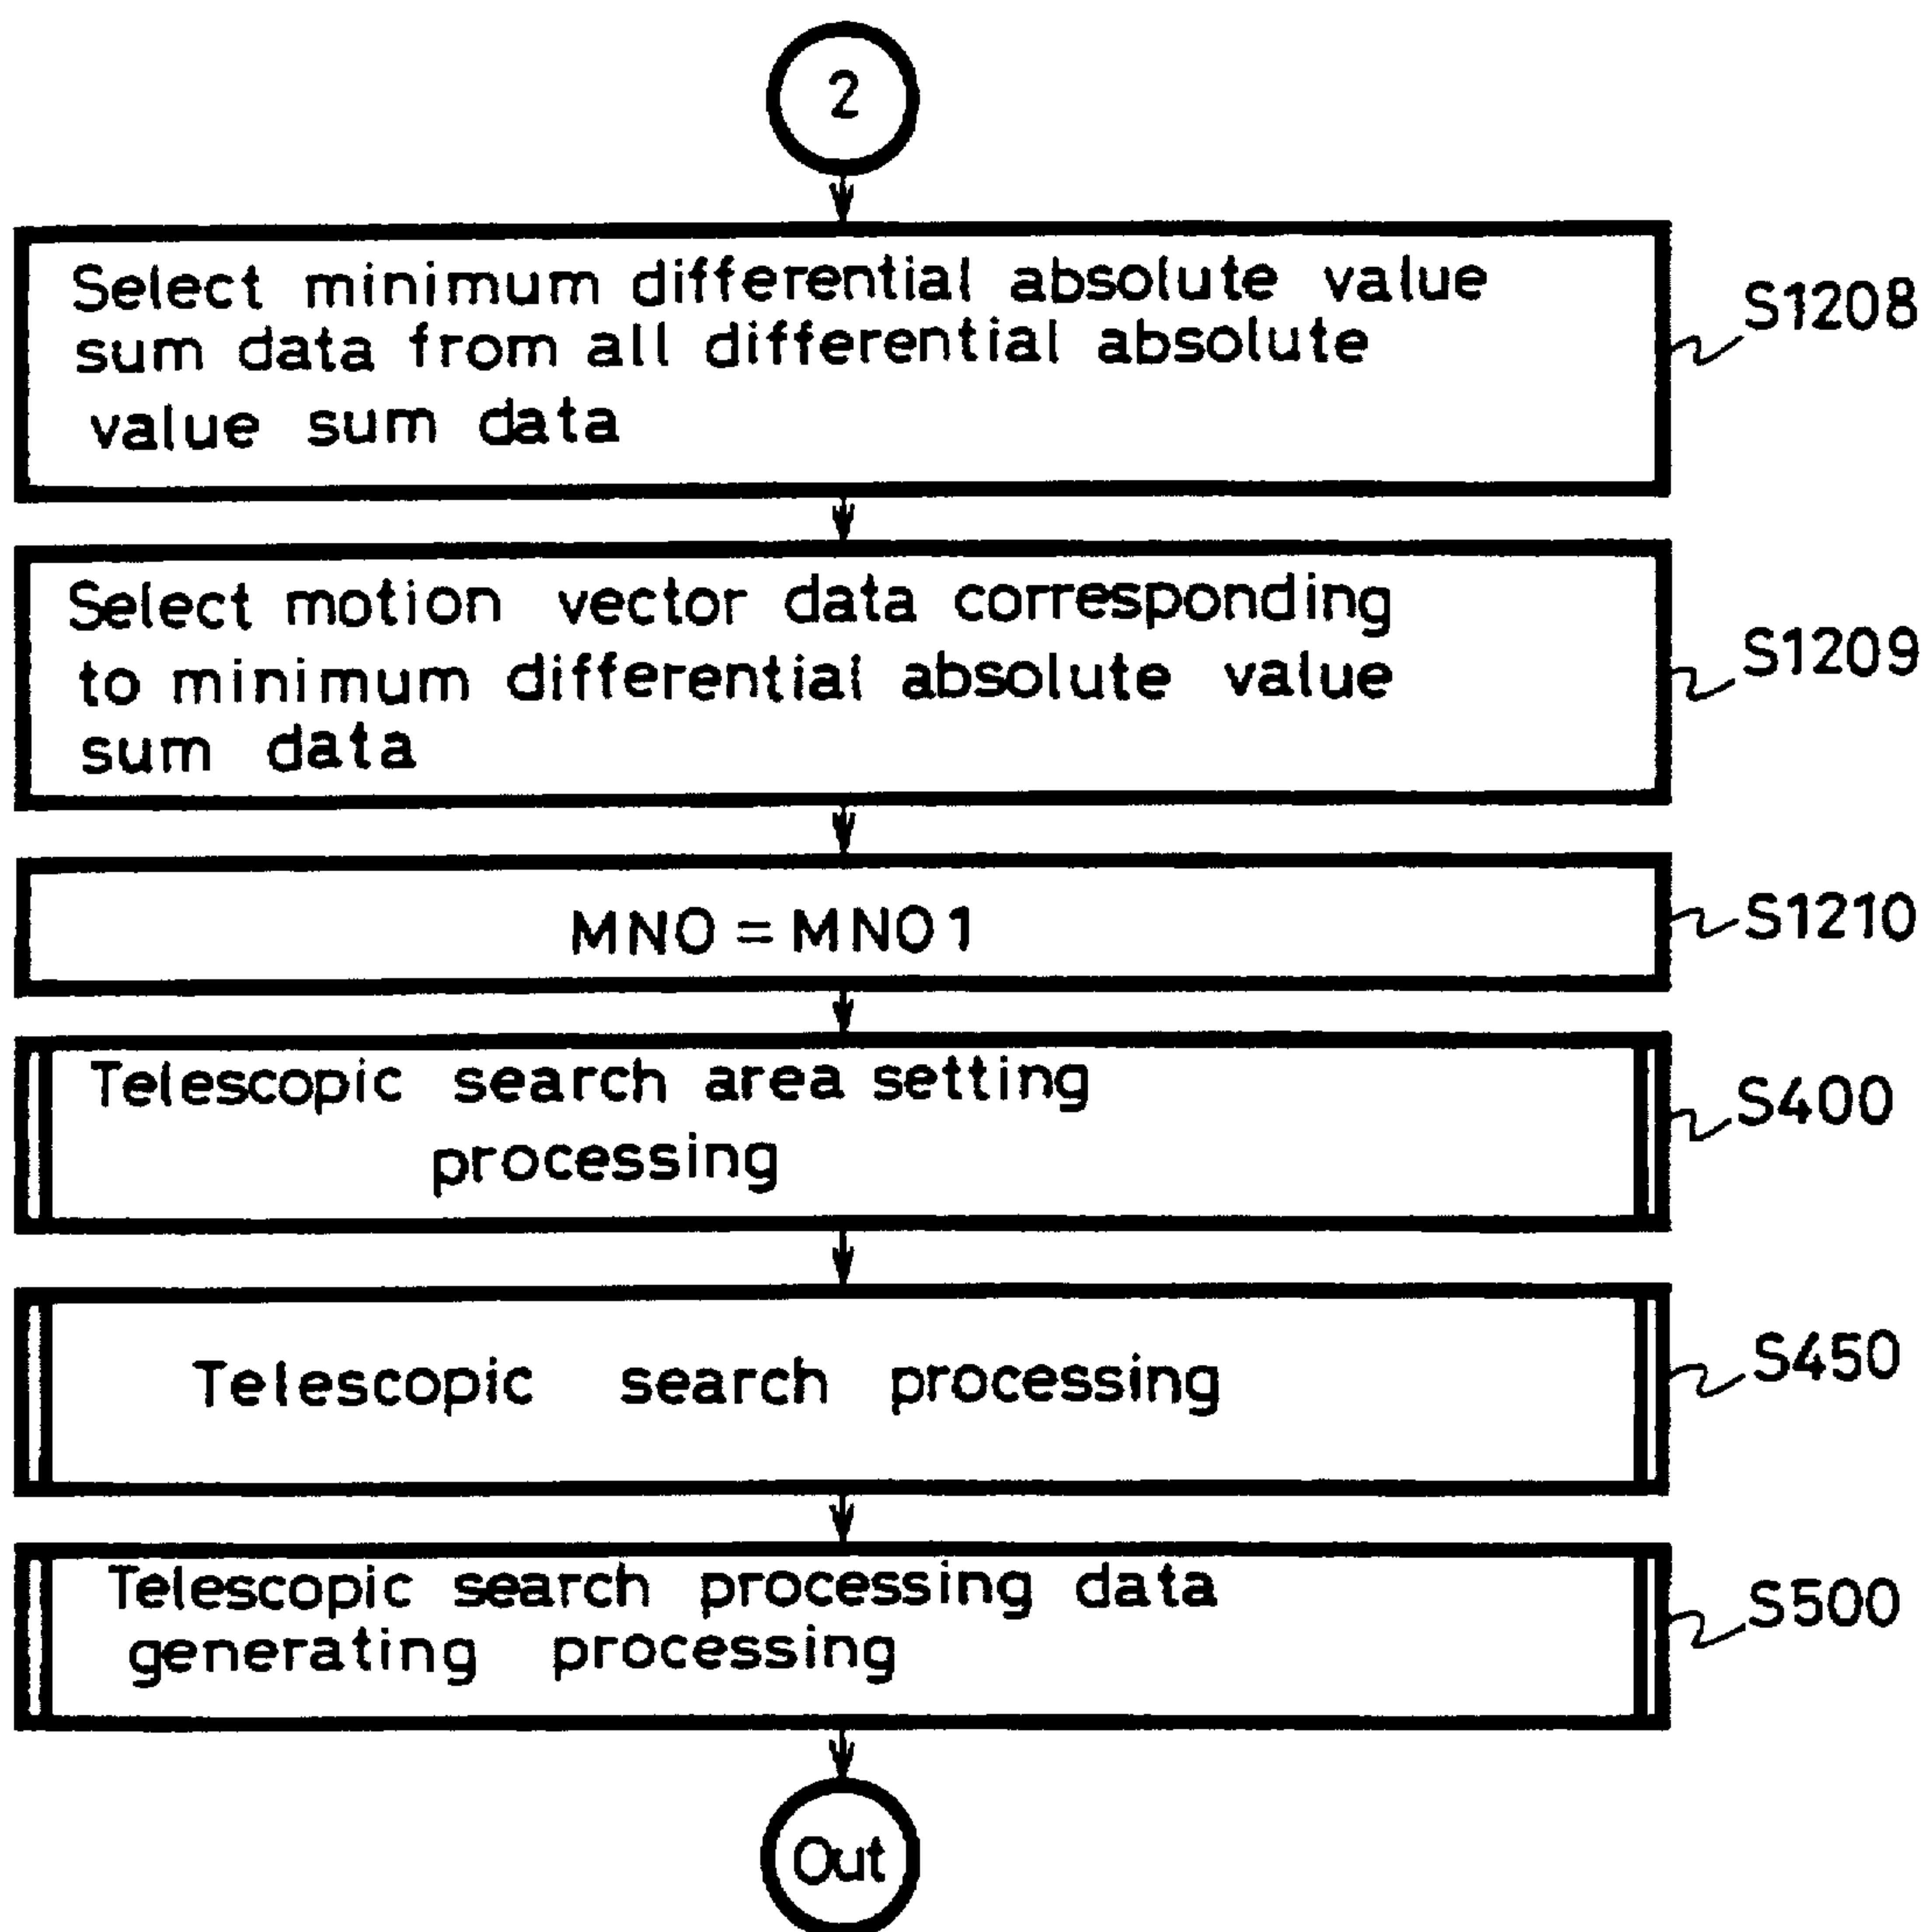 2
Select minimum differential absolute value
sum data from all differential absolute
value sum data
S1208
Select motion vector data corresponding
to minimum differential absolute value
sum data
S1209
MNO = MNO1
S1210
Telescopic search area setting
processing
S400
Telescopic search processing
S450
Telescopic search processing data
generating processing
S500
Out